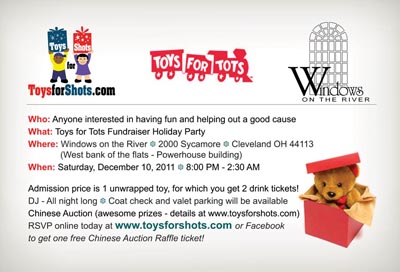 Toys Shots
for
ToysforShots.com
TOYS FOR TOTS
Windows
ON THE RIVER
Who: Anyone interested in having fun and helping out a good cause
What: Toys for Tots Fundraiser Holiday Party
Where: Windows on the River ❄ 2000 Sycamore ❄ Cleveland OH 44113
(West bank of the flats - Powerhouse building)
When: Saturday, December 10, 2011 ❄ 8:00 PM - 2:30 AM
Admission price is 1 unwrapped toy, for which you get 2 drink tickets!
DJ - All night long ❄ Coat check and valet parking will be available
Chinese Auction (awesome prizes - details at www.toysforshots.com)
RSVP online today at www.toysforshots.com or Facebook
to get one free Chinese Auction Raffle ticket!